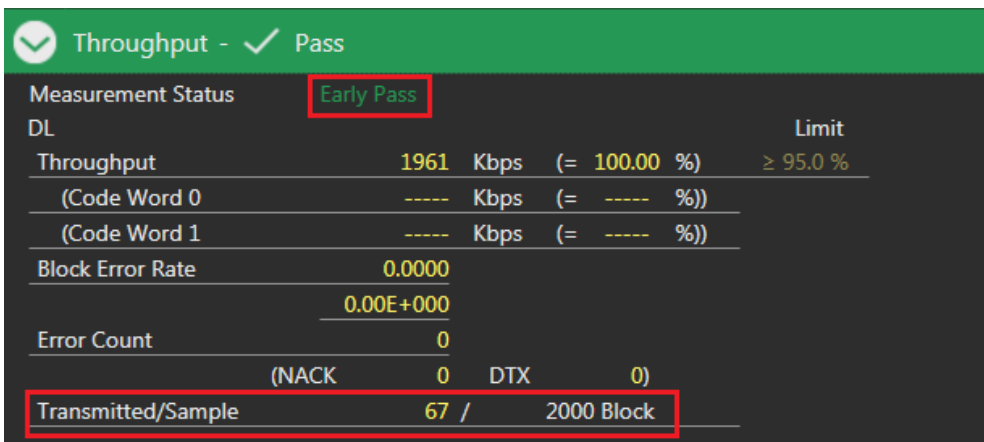 Throughput - Pass
Measurement Status Early Pass
DL Limit
Throughput 1961 Kbps (= 100.00 %) ≥ 95.0 %
(Code Word 0 ----- Kbps (= ----- %))
(Code Word 1 ----- Kbps (= ----- %))
Block Error Rate 0.0000
0.00E+000
Error Count 0
(NACK 0 DTX 0)
Transmitted/Sample 67 / 2000 Block